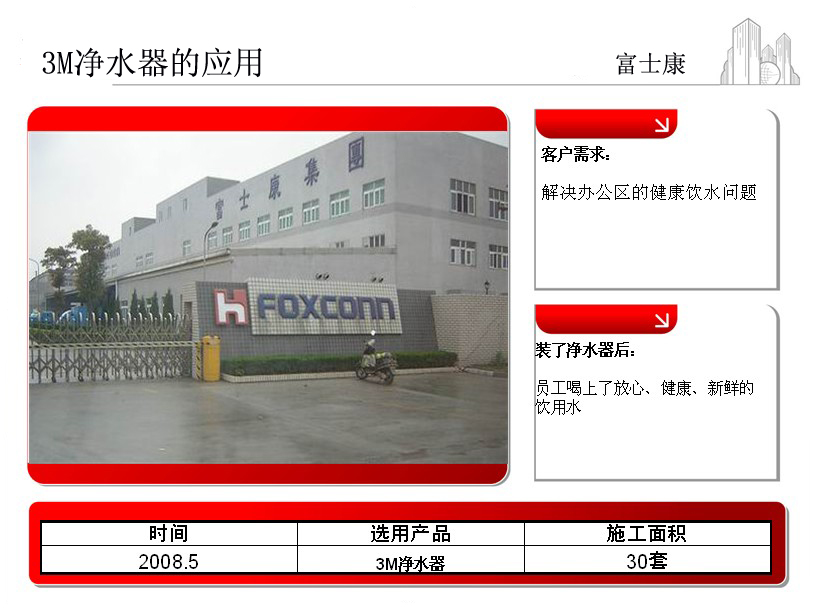 3M净水器的应用
富士康
富士康集團
FOXCONN
客户需求：
解决办公区的健康饮水问题
装了净水器后：
员工喝上了放心、健康、新鲜的
饮用水
时间 选用产品 施工面积
2008.5 3M净水器 30套